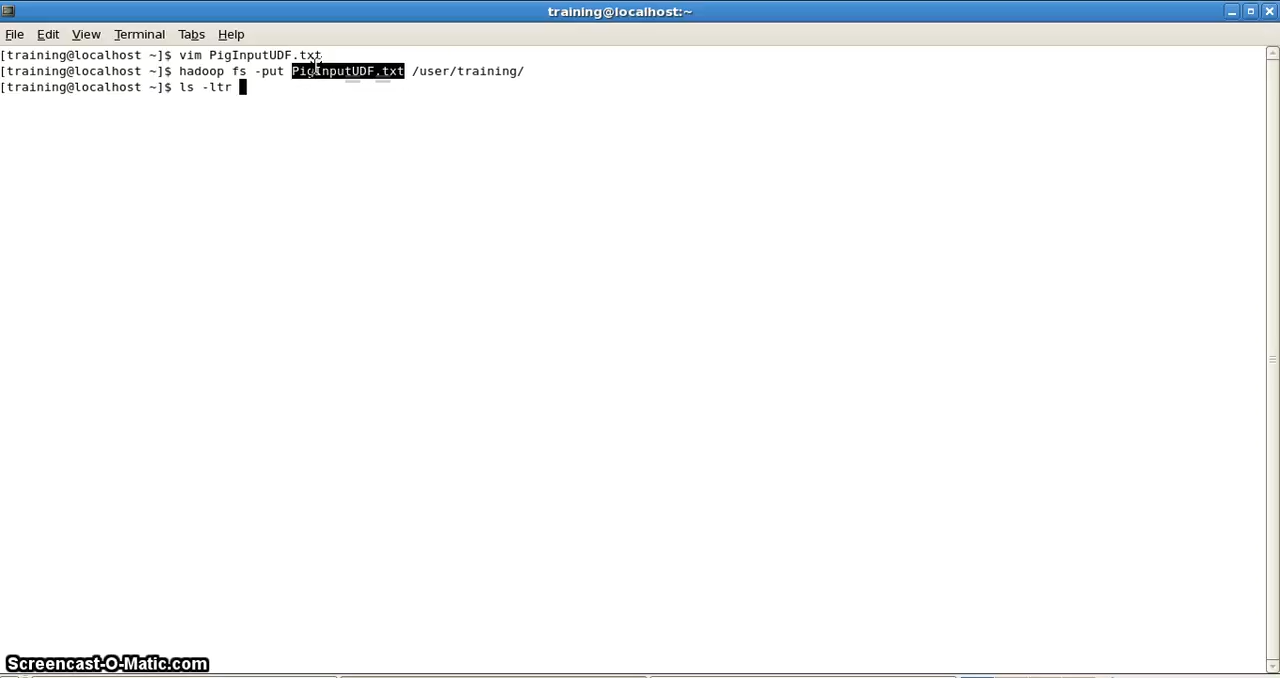 training@localhost:~
File Edit View Terminal Tabs Help
[training@localhost ~]$ vim PigInputUDF.txt
[training@localhost ~]$ hadoop fs -put PigInputUDF.txt /user/training/
[training@localhost ~]$ ls -ltr
Screencast-O-Matic.com